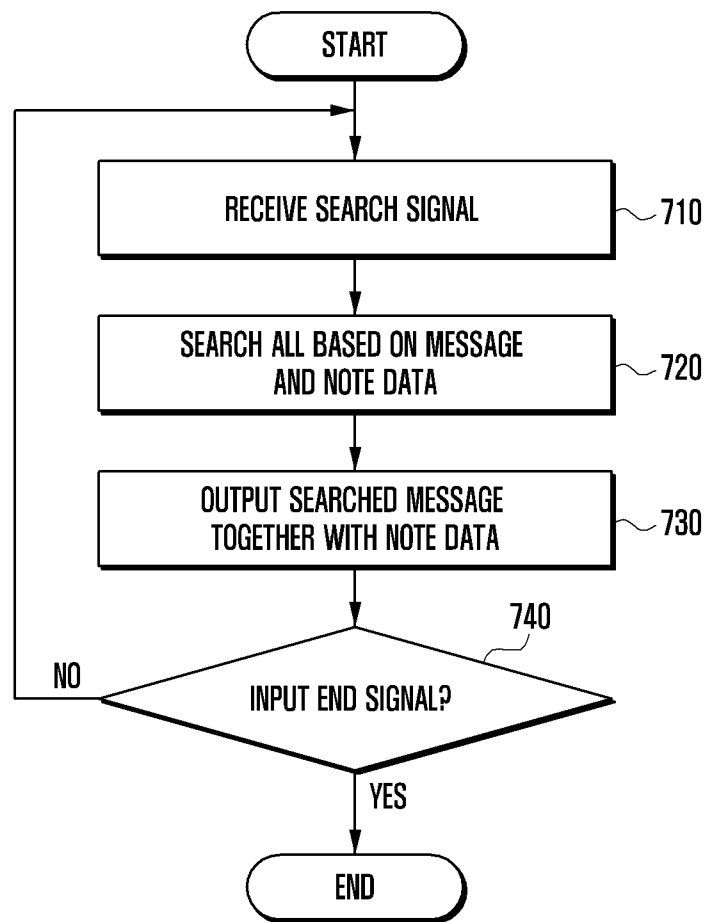 START
RECEIVE SEARCH SIGNAL
710
SEARCH ALL BASED ON MESSAGE
AND NOTE DATA
720
OUTPUT SEARCHED MESSAGE
TOGETHER WITH NOTE DATA
730
740
NO
INPUT END SIGNAL?
YES
END